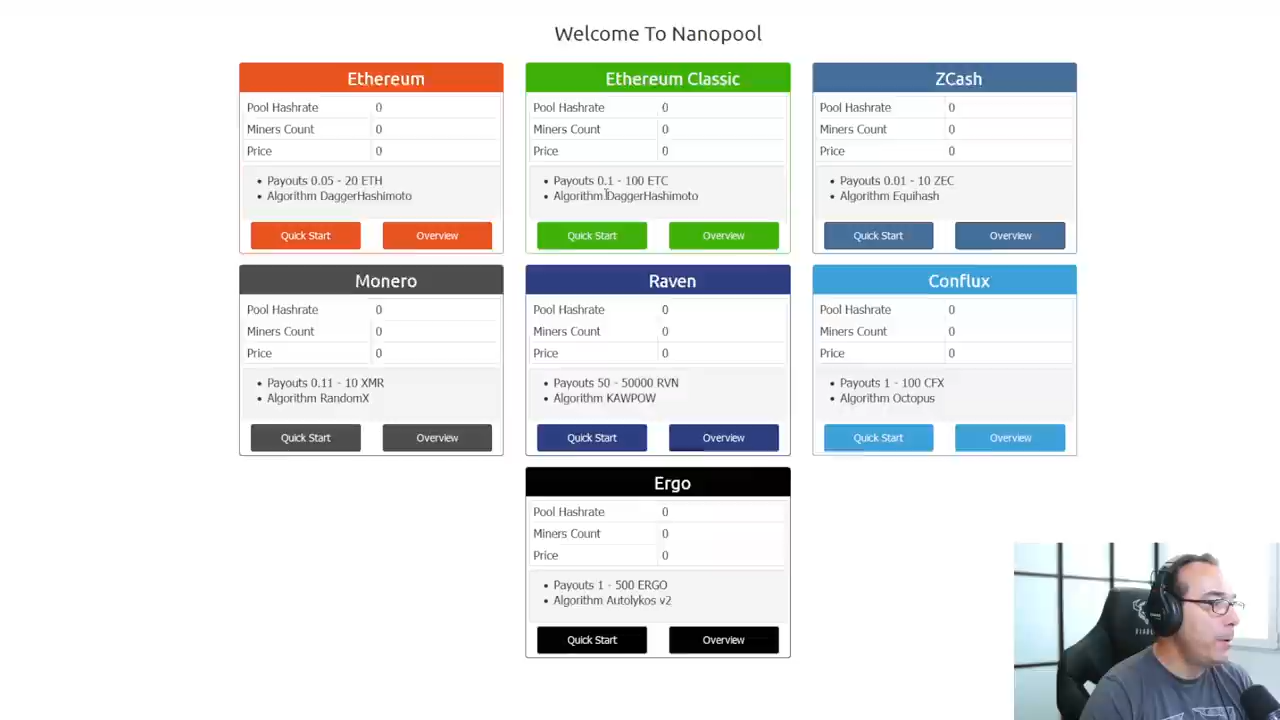 Welcome To Nanopool
Ethereum
Pool Hashrate 0
Miners Count 0
Price 0
Payouts 0.05 - 20 ETH
Algorithm DaggerHashimoto
Quick Start Overview
Ethereum Classic
Pool Hashrate 0
Miners Count 0
Price 0
Payouts 0.1 - 100 ETC
Algorithm DaggerHashimoto
Quick Start Overview
ZCash
Pool Hashrate 0
Miners Count 0
Price 0
Payouts 0.01 - 10 ZEC
Algorithm Equihash
Quick Start Overview
Monero
Pool Hashrate 0
Miners Count 0
Price 0
Payouts 0.11 - 10 XMR
Algorithm RandomX
Quick Start Overview
Raven
Pool Hashrate 0
Miners Count 0
Price 0
Payouts 50 - 50000 RVN
Algorithm KAWPOW
Quick Start Overview
Conflux
Pool Hashrate 0
Miners Count 0
Price 0
Payouts 1 - 100 CFX
Algorithm Octopus
Quick Start Overview
Ergo
Pool Hashrate 0
Miners Count 0
Price 0
Payouts 1 - 500 ERGO
Algorithm Autolykos v2
Quick Start Overview